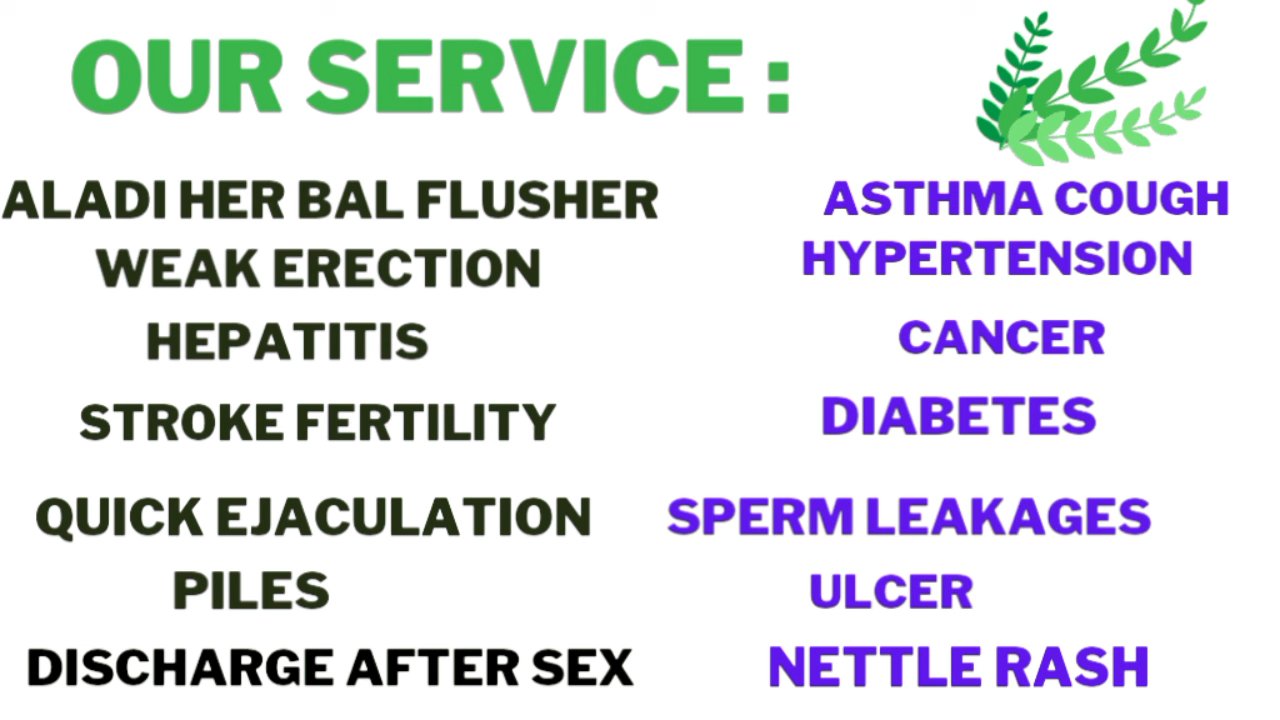 OUR SERVICE :
ALADI HER BAL FLUSHER
WEAK ERECTION
HEPATITIS
STROKE FERTILITY
QUICK EJACULATION
PILES
DISCHARGE AFTER SEX
ASTHMA COUGH
HYPERTENSION
CANCER
DIABETES
SPERM LEAKAGES
ULCER
NETTLE RASH